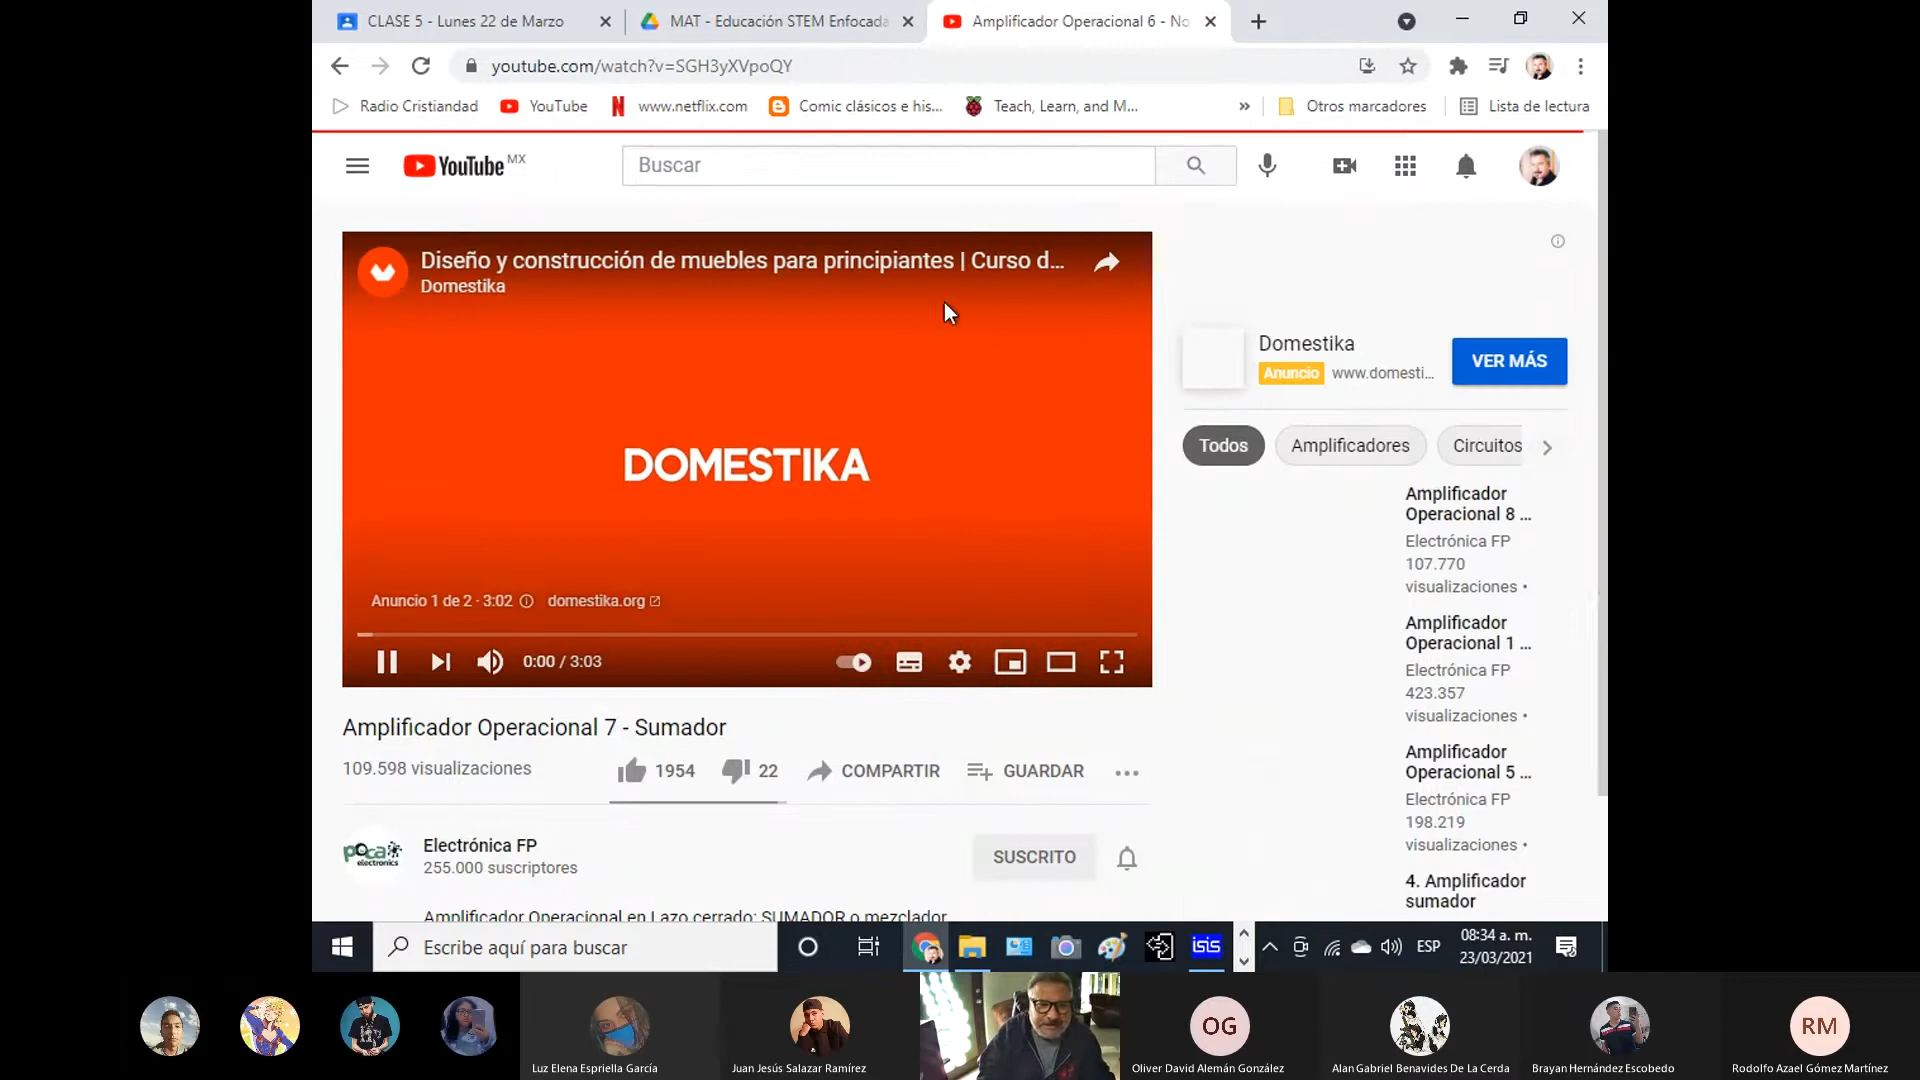 CLASE 5 - Lunes 22 de Marzo
MAT - Educación STEM Enfocada
Amplificador Operacional 6 - No
youtube.com/watch?v=SGH3yXVpoQY
Radio Cristiandad
YouTube
www.netflix.com
Comic clásicos e his...
Teach, Learn, and M...
»
Otros marcadores
Lista de lectura
YouTube MX
Buscar
Diseño y construcción de muebles para principiantes | Curso d...
Domestika
DOMESTIKA
Anuncio 1 de 2 · 3:02
domestika.org
0:00 / 3:03
Domestika
Anuncio www.domesti...
VER MÁS
Todos
Amplificadores
Circuitos
Amplificador
Operacional 8 ...
Electrónica FP
107.770
visualizaciones •
Amplificador
Operacional 1 ...
Electrónica FP
423.357
visualizaciones •
Amplificador
Operacional 5 ...
Electrónica FP
198.219
visualizaciones •
4. Amplificador
sumador
Amplificador Operacional 7 - Sumador
109.598 visualizaciones
1954
22
COMPARTIR
GUARDAR
poca
electronics
Electrónica FP
255.000 suscriptores
SUSCRITO
Amplificador Operacional en Lazo cerrado: SUMADOR o mezclador
Escribe aquí para buscar
isis
ESP
08:34 a. m.
23/03/2021
Luz Elena Espriella García
Juan Jesús Salazar Ramírez
OG
Oliver David Alemán González
Alan Gabriel Benavides De La Cerda
Brayan Hernández Escobedo
RM
Rodolfo Azael Gómez Martínez